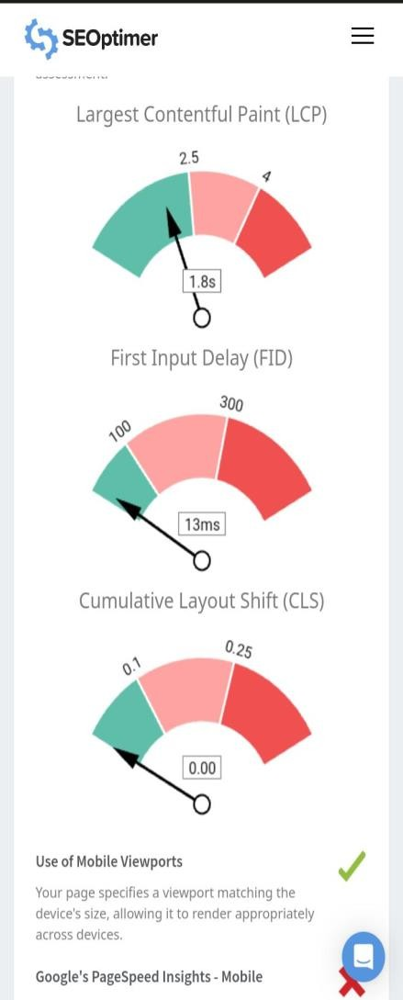 SEOptimer
assessment.
Largest Contentful Paint (LCP)
2.5
4
1.8s
First Input Delay (FID)
100
300
13ms
Cumulative Layout Shift (CLS)
0.1
0.25
0.00
Use of Mobile Viewports
Your page specifies a viewport matching the
device's size, allowing it to render appropriately
across devices.
Google's PageSpeed Insights - Mobile